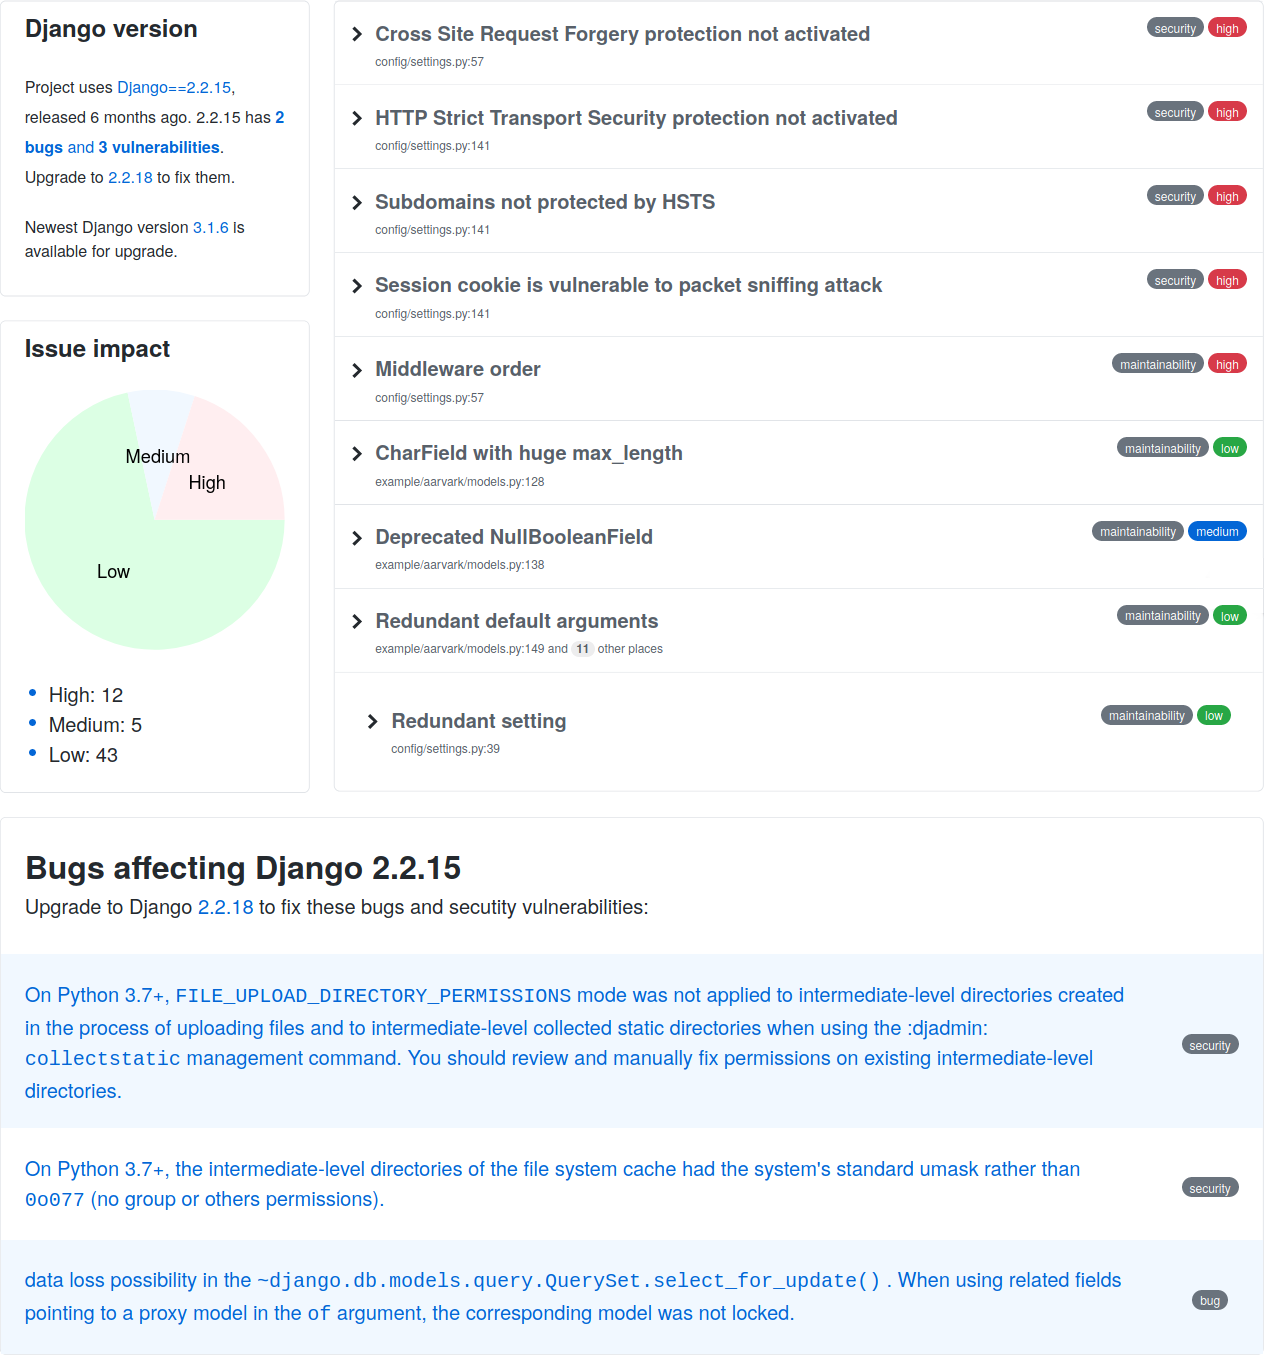 Django version
Project uses Django==2.2.15,
released 6 months ago. 2.2.15 has 2
bugs and 3 vulnerabilities.
Upgrade to 2.2.18 to fix them.
Newest Django version 3.1.6 is
available for upgrade.
Issue impact
Medium
High
Low
High: 12
Medium: 5
Low: 43
Cross Site Request Forgery protection not activated
security high
config/settings.py:57
HTTP Strict Transport Security protection not activated
security high
config/settings.py:141
Subdomains not protected by HSTS
security high
config/settings.py:141
Session cookie is vulnerable to packet sniffing attack
security high
config/settings.py:141
Middleware order
maintainability high
config/settings.py:57
CharField with huge max_length
maintainability low
example/aarvark/models.py:128
Deprecated NullBooleanField
maintainability medium
example/aarvark/models.py:138
Redundant default arguments
maintainability low
example/aarvark/models.py:149 and 11 other places
Redundant setting
maintainability low
config/settings.py:39
Bugs affecting Django 2.2.15
Upgrade to Django 2.2.18 to fix these bugs and secutity vulnerabilities:
On Python 3.7+, FILE_UPLOAD_DIRECTORY_PERMISSIONS mode was not applied to intermediate-level directories created
in the process of uploading files and to intermediate-level collected static directories when using the :djadmin:
collectstatic management command. You should review and manually fix permissions on existing intermediate-level
directories.
security
On Python 3.7+, the intermediate-level directories of the file system cache had the system's standard umask rather than
0o077 (no group or others permissions).
security
data loss possibility in the ~django.db.models.query.QuerySet.select_for_update() . When using related fields
pointing to a proxy model in the of argument, the corresponding model was not locked.
bug